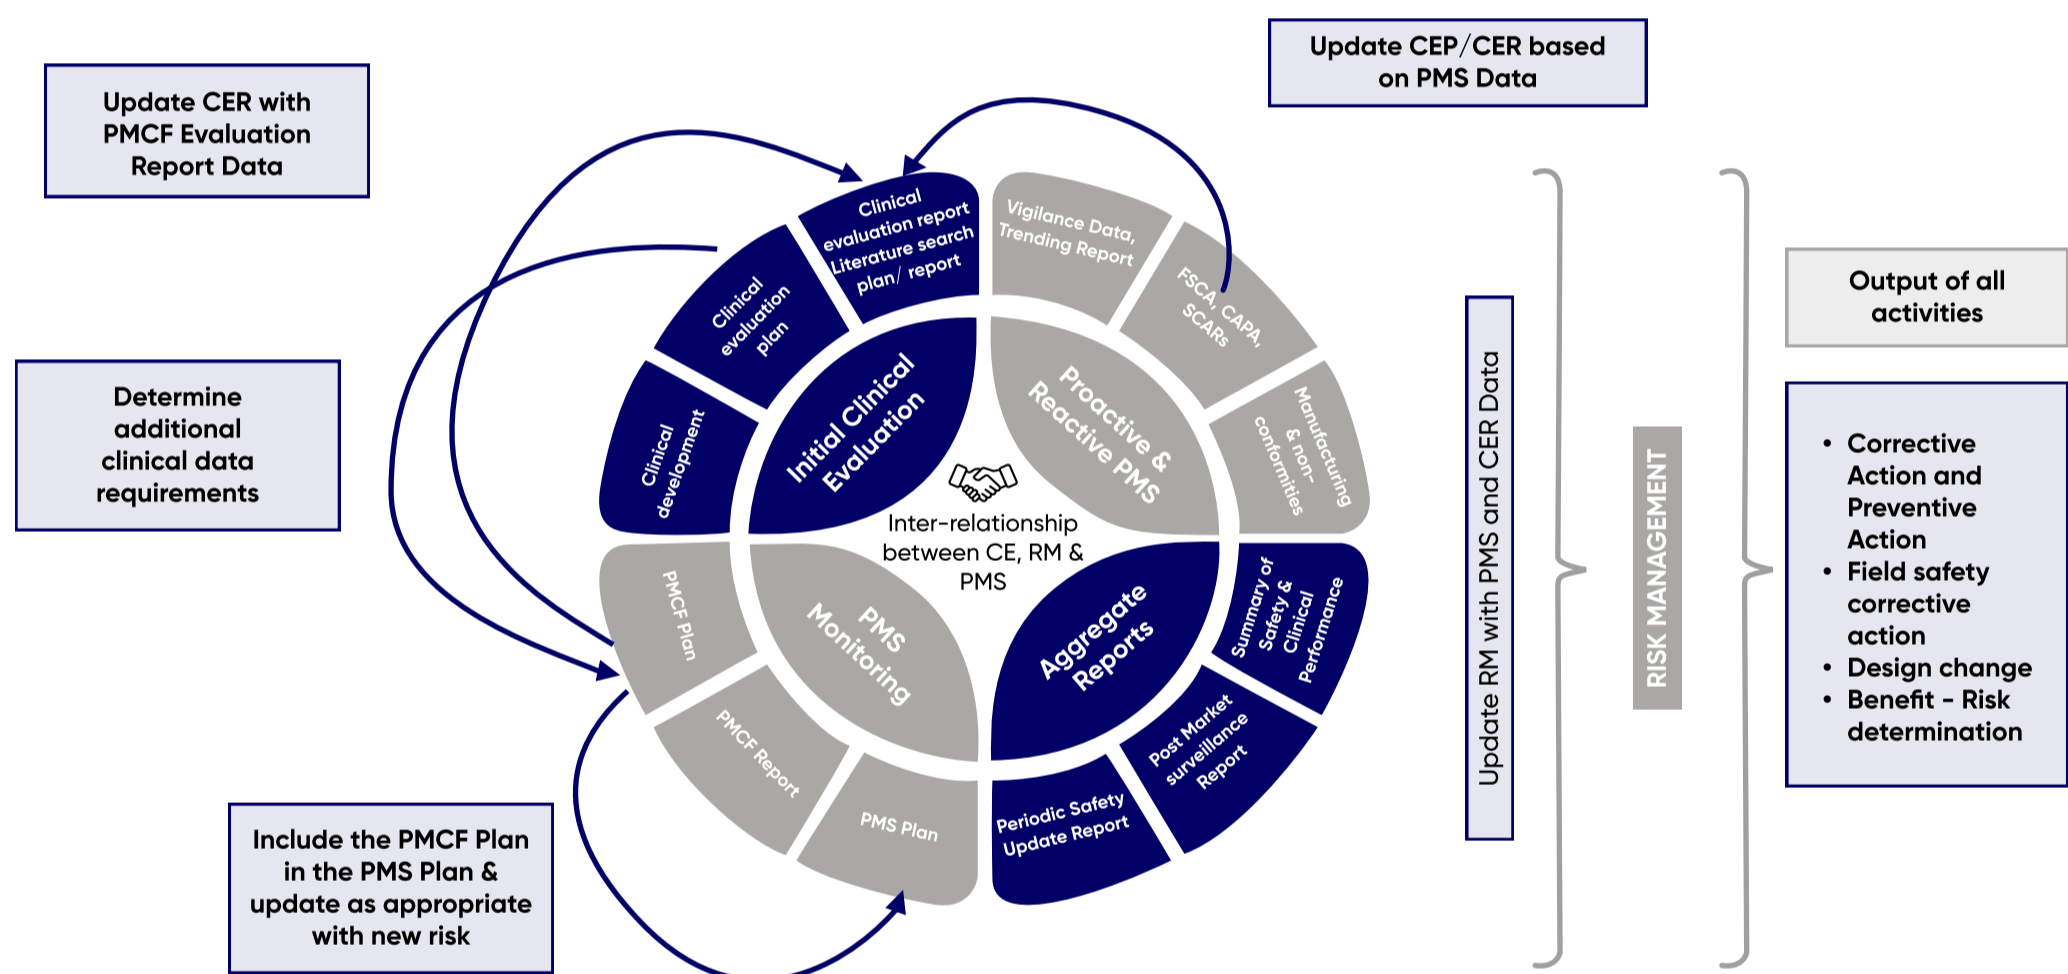 Update CEP/CER based
on PMS Data
Update CER with
PMCF Evaluation
Report Data
Determine
additional
clinical data
requirements
Include the PMCF Plan
in the PMS Plan &
update as appropriate
with new risk
Clinical
evaluation report
Literature search
plan/ report
Clinical
evaluation
plan
Clinical
development
Initial Clinical
Evaluation
Vigilance Data,
Trending Report
FSCA, CAPA,
SCARs
Manufacturing
& non-
conformities
Proactive &
Reactive PMS
Inter-relationship
between CE, RM &
PMS
PMCF Plan
PMCF Report
PMS Plan
PMS
Monitoring
Summary of
Safety &
Clinical
Performance
Post Market
surveillance
Report
Periodic Safety
Update Report
Aggregate
Reports
Update RM with PMS and CER Data
RISK MANAGEMENT
Output of all
activities
• Corrective
Action and
Preventive
Action
• Field safety
corrective
action
• Design change
• Benefit - Risk
determination